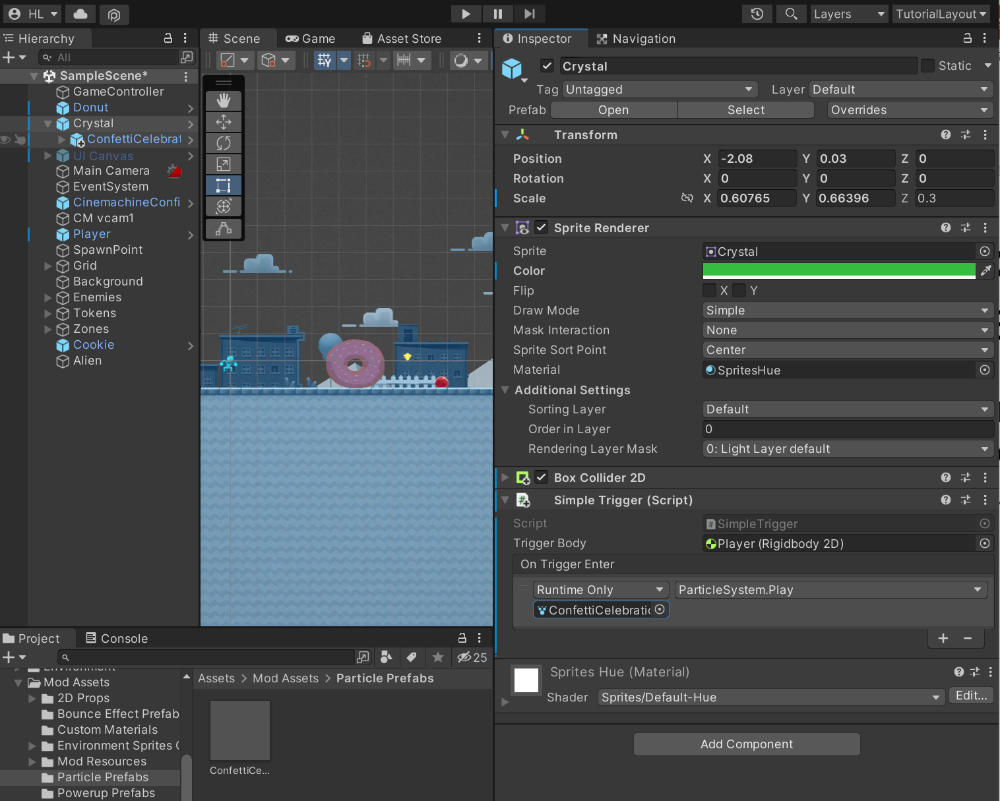 HL
Layers
TutorialLayout
Hierarchy
Scene
Game
Asset Store
Inspector
Navigation
All
SampleScene*
GameController
Donut
Crystal
ConfettiCelebrat
UI Canvas
Main Camera
EventSystem
CinemachineConfi
CM vcam1
Player
SpawnPoint
Grid
Background
Enemies
Tokens
Zones
Cookie
Alien
Crystal
Static
Tag Untagged
Layer Default
Prefab Open Select Overrides
Transform
Position X -2.08 Y 0.03 Z 0
Rotation X 0 Y 0 Z 0
Scale X 0.60765 Y 0.66396 Z 0.3
Sprite Renderer
Sprite Crystal
Color
Flip X Y
Draw Mode Simple
Mask Interaction None
Sprite Sort Point Center
Material SpritesHue
Additional Settings
Sorting Layer Default
Order in Layer 0
Rendering Layer Mask 0: Light Layer default
Box Collider 2D
Simple Trigger (Script)
Script # SimpleTrigger
Trigger Body Player (Rigidbody 2D)
On Trigger Enter
Runtime Only ParticleSystem.Play
ConfettiCelebratio
+ −
Sprites Hue (Material)
Shader Sprites/Default-Hue Edit...
Add Component
Project
Console
25
Environment
Mod Assets
2D Props
Bounce Effect Prefab
Custom Materials
Environment Sprites (
Mod Resources
Particle Prefabs
Powerup Prefabs
Assets > Mod Assets > Particle Prefabs
ConfettiCe...